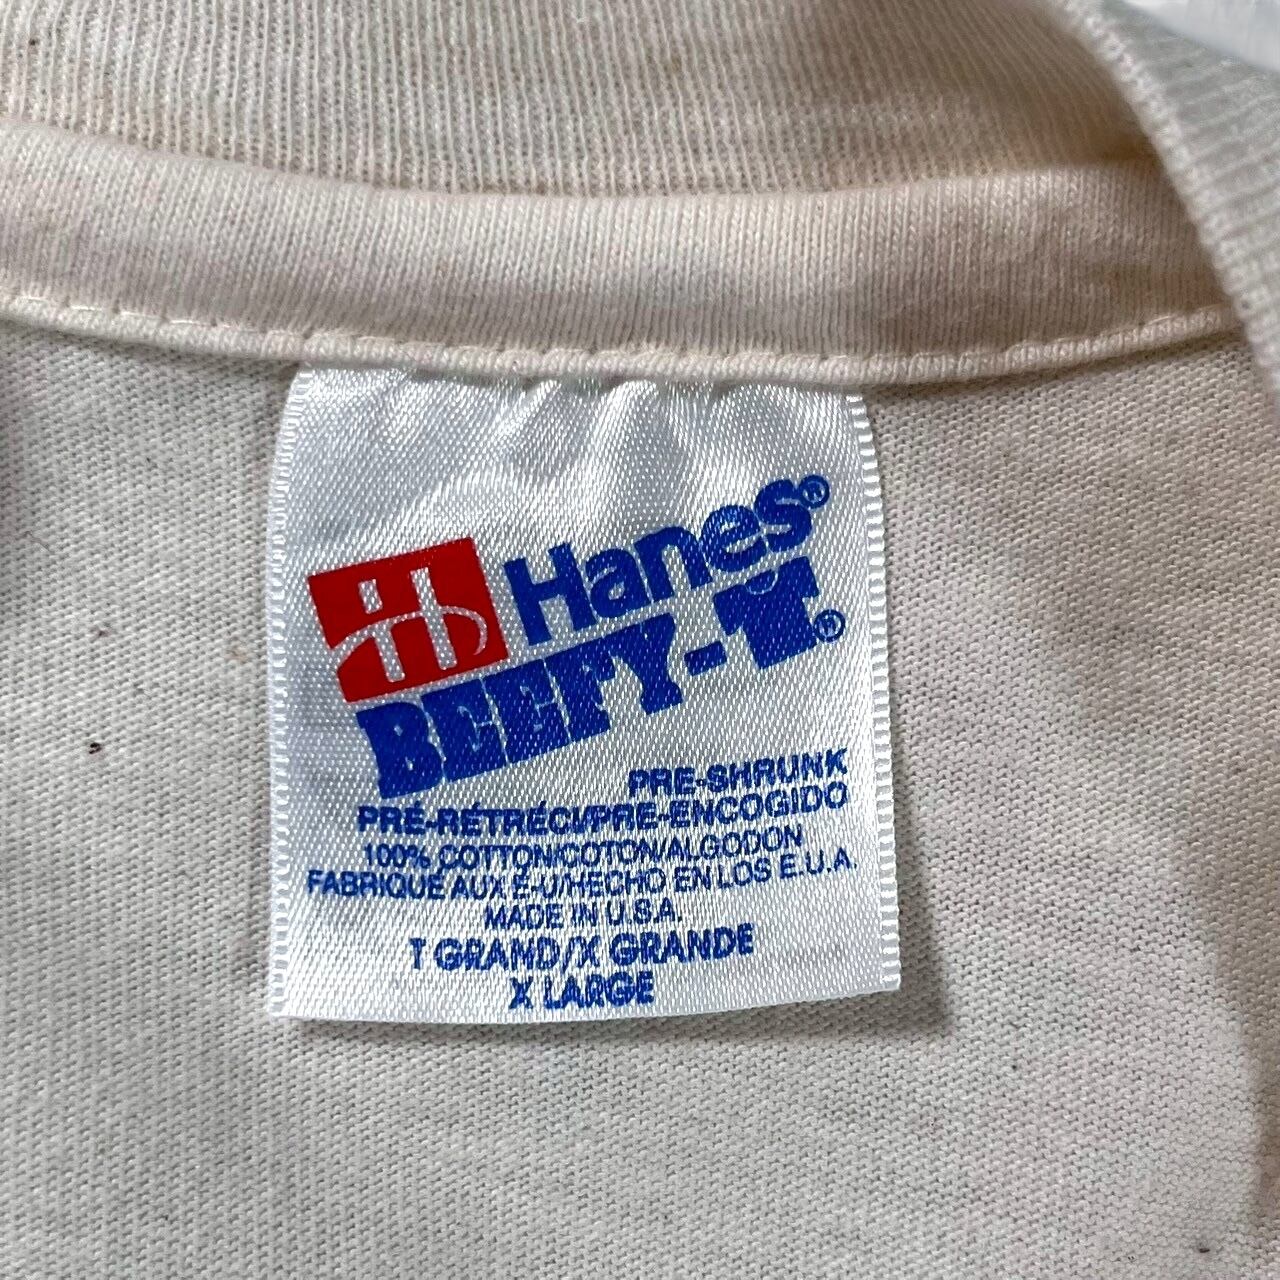 Hanes®
BEEFY-T®
PRE-SHRUNK
PRÉ-RÉTRÉCI/PRE-ENCOGIDO
100% COTTON/COTON/ALGODON
FABRIQUÉ AUX É-U/HECHO EN LOS E.U.A.
MADE IN U.S.A.
T GRAND/X GRANDE
X LARGE